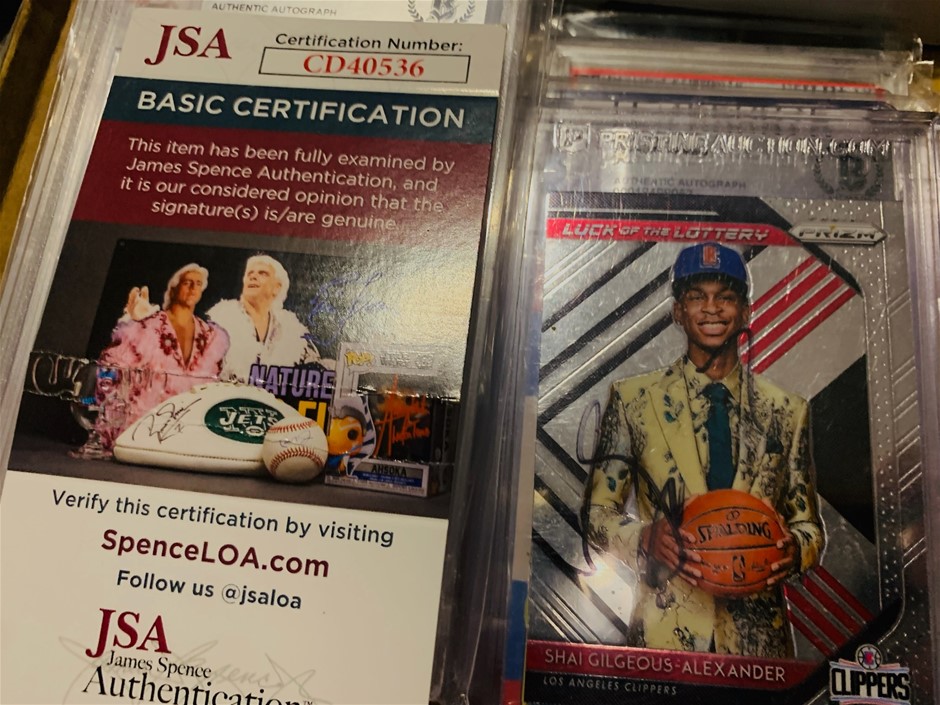 AUTHENTIC AUTOGRAPH
JSA
Certification Number:
CD40536
BASIC CERTIFICATION
This item has been fully examined by
James Spence Authentication, and
it is our considered opinion that the
signature(s) is/are genuine.
NATURE
JETS
AHSOKA
Verify this certification by visiting
SpenceLOA.com
Follow us @jsaloa
JSA
James Spence
Authentication™
PRISTINEAUCTION.COM
AUTHENTIC AUTOGRAPH
LUCK OF THE LOTTERY
PRIZM
SPALDING
SHAI GILGEOUS-ALEXANDER
LOS ANGELES CLIPPERS
CLIPPERS